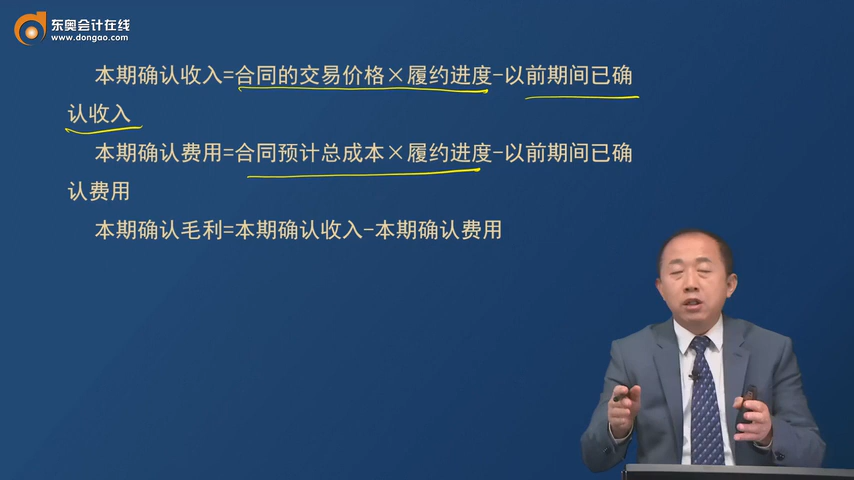 东奥会计在线
www.dongao.com
本期确认收入=合同的交易价格×履约进度-以前期间已确
认收入
本期确认费用=合同预计总成本×履约进度-以前期间已确
认费用
本期确认毛利=本期确认收入-本期确认费用